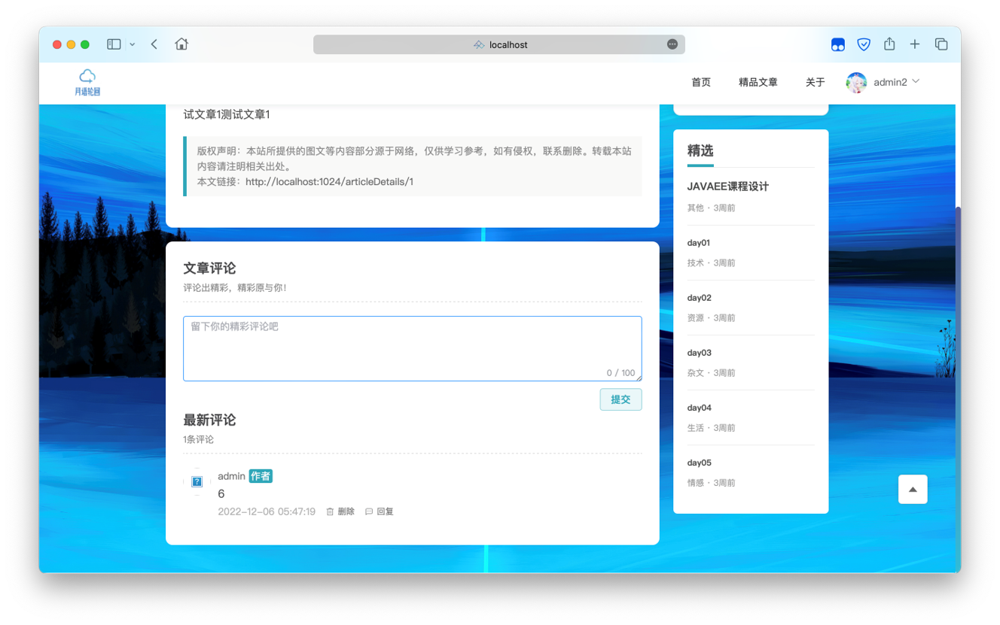 localhost
月语轮回
首页
精品文章
关于
admin2
试文章1测试文章1
版权声明：本站所提供的图文等内容部分源于网络，仅供学习参考，如有侵权，联系删除。转载本站
内容请注明相关出处。
本文链接：http://localhost:1024/articleDetails/1
文章评论
评论出精彩，精彩原与你！
留下你的精彩评论吧
0 / 100
提交
最新评论
1条评论
?
admin 作者
6
2022-12-06 05:47:19 删除 回复
精选
JAVAEE课程设计
其他 · 3周前
day01
技术 · 3周前
day02
资源 · 3周前
day03
杂文 · 3周前
day04
生活 · 3周前
day05
情感 · 3周前